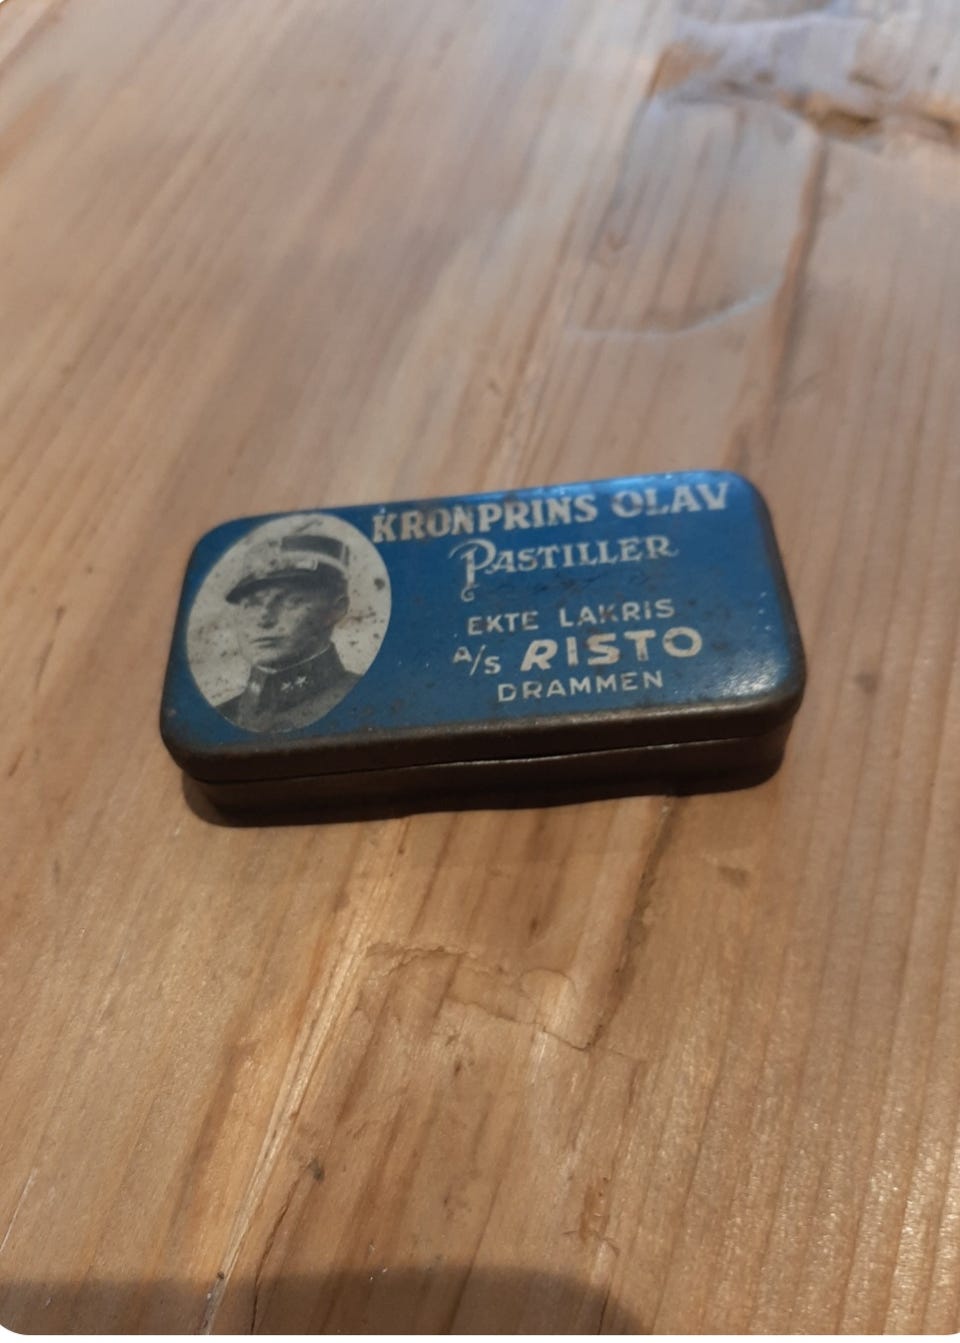 KRONPRINS OLAV
PASTILLER
EKTE LAKRIS
A/S RISTO
DRAMMEN